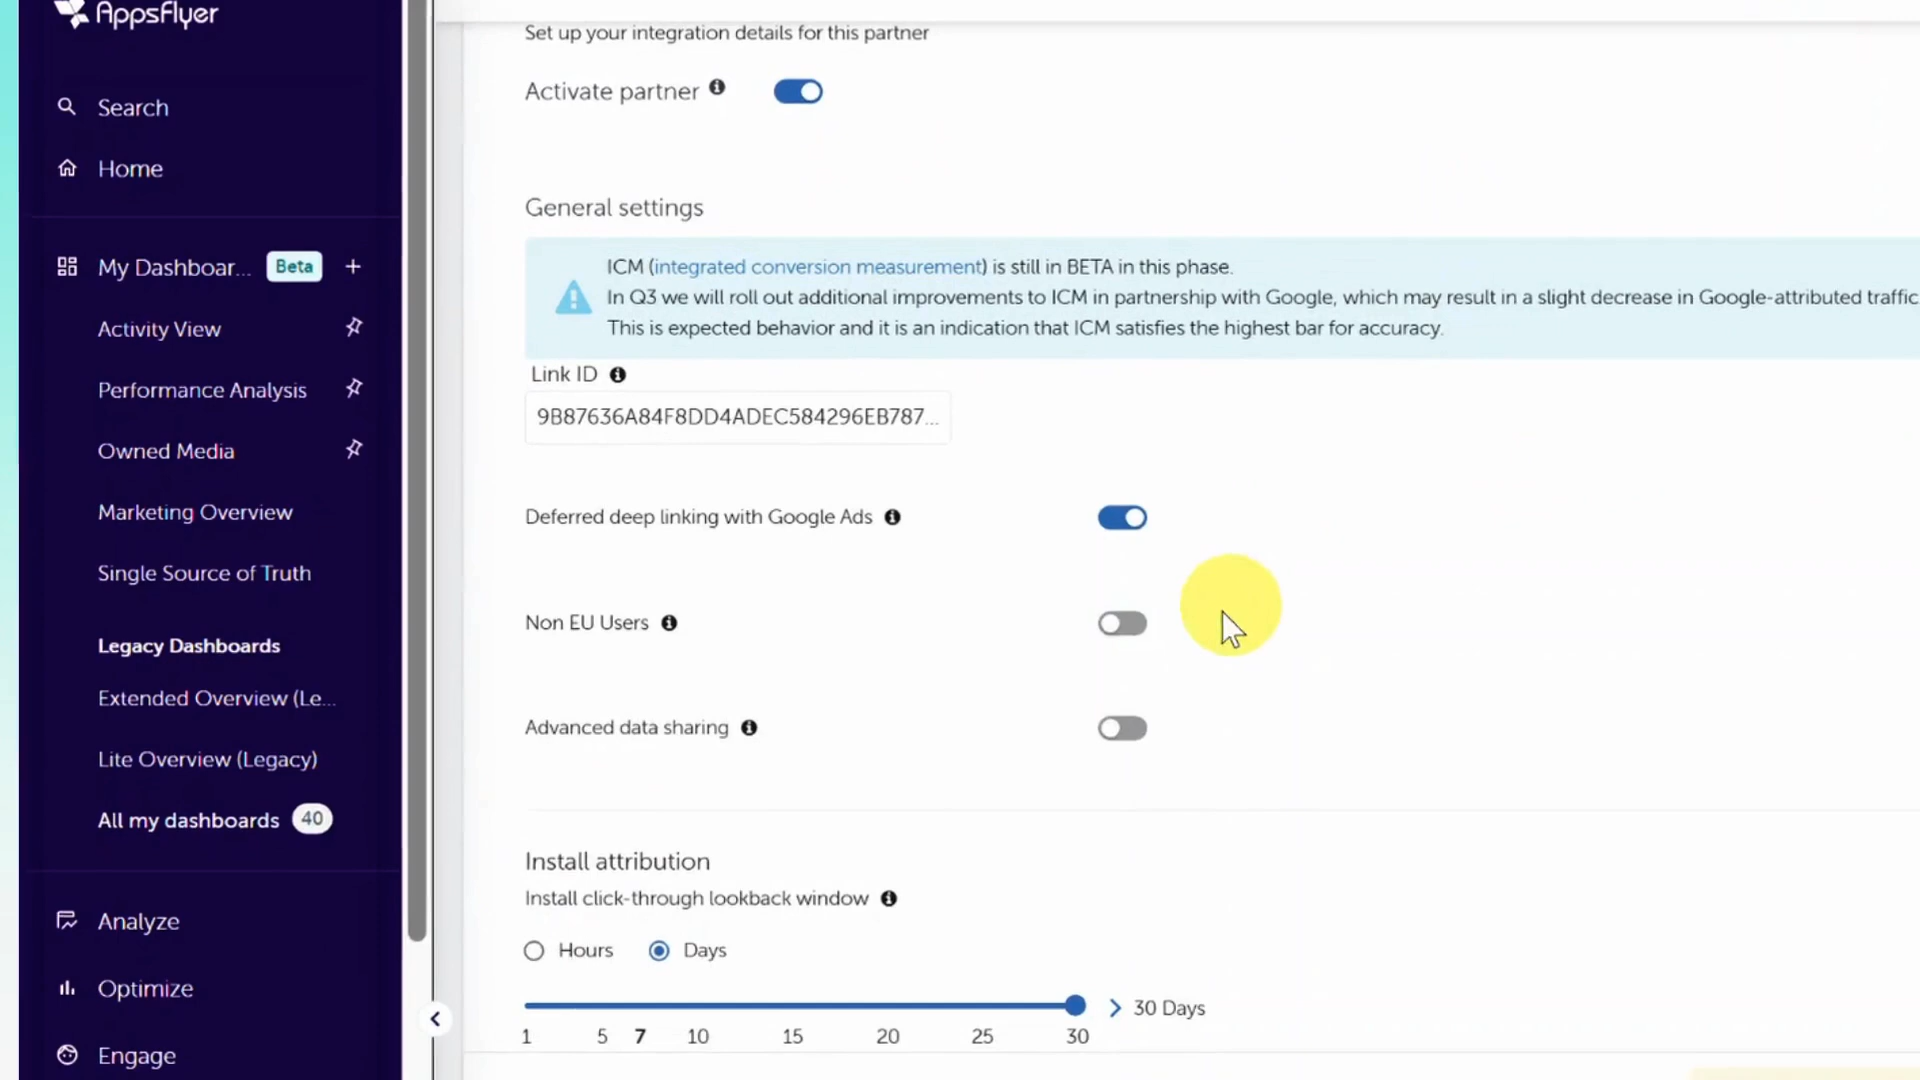 AppsFlyer
Search
Home
My Dashboar... Beta +
Activity View
Performance Analysis
Owned Media
Marketing Overview
Single Source of Truth
Legacy Dashboards
Extended Overview (Le...
Lite Overview (Legacy)
All my dashboards 40
Analyze
Optimize
Engage
Set up your integration details for this partner
Activate partner
General settings
ICM (integrated conversion measurement) is still in BETA in this phase.
In Q3 we will roll out additional improvements to ICM in partnership with Google, which may result in a slight decrease in Google-attributed traffic
This is expected behavior and it is an indication that ICM satisfies the highest bar for accuracy.
Link ID
9B87636A84F8DD4ADEC584296EB787...
Deferred deep linking with Google Ads
Non EU Users
Advanced data sharing
Install attribution
Install click-through lookback window
Hours Days
30 Days
1 5 7 10 15 20 25 30